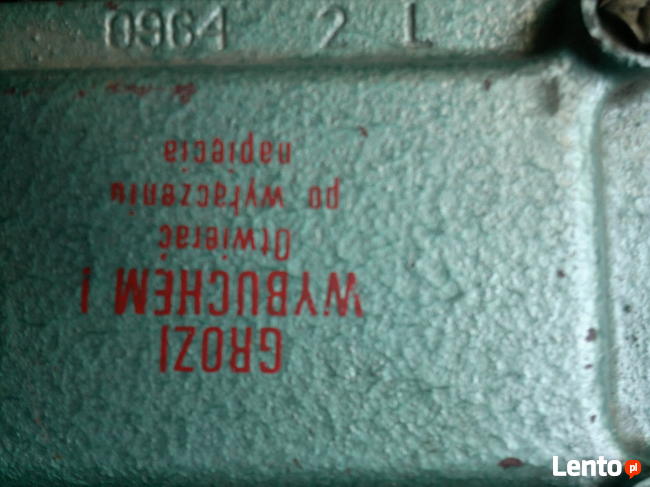 0964 2 L
GROZI
WYBUCHEM !
Otwierać
po wyłączeniu
napięcia
Lento.pl